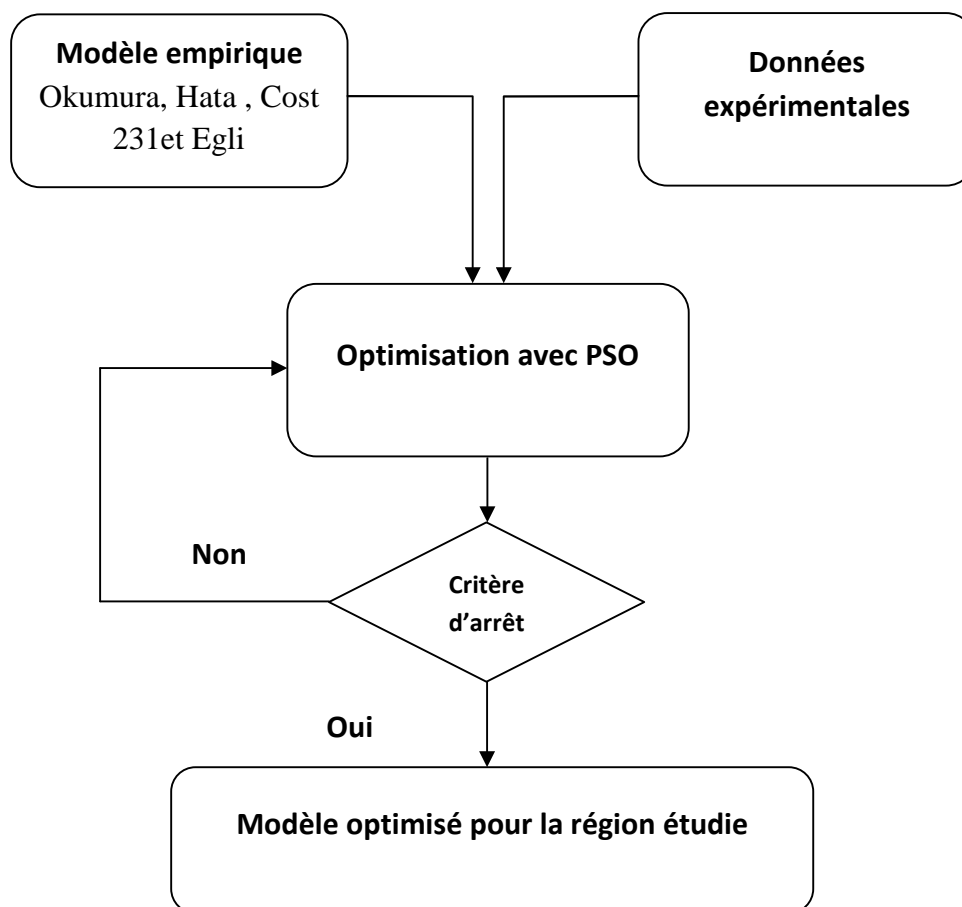 Modèle empirique
Okumura, Hata , Cost
231et Egli
Données
expérimentales
Optimisation avec PSO
Non
Critère
d’arrêt
Oui
Modèle optimisé pour la région étudie